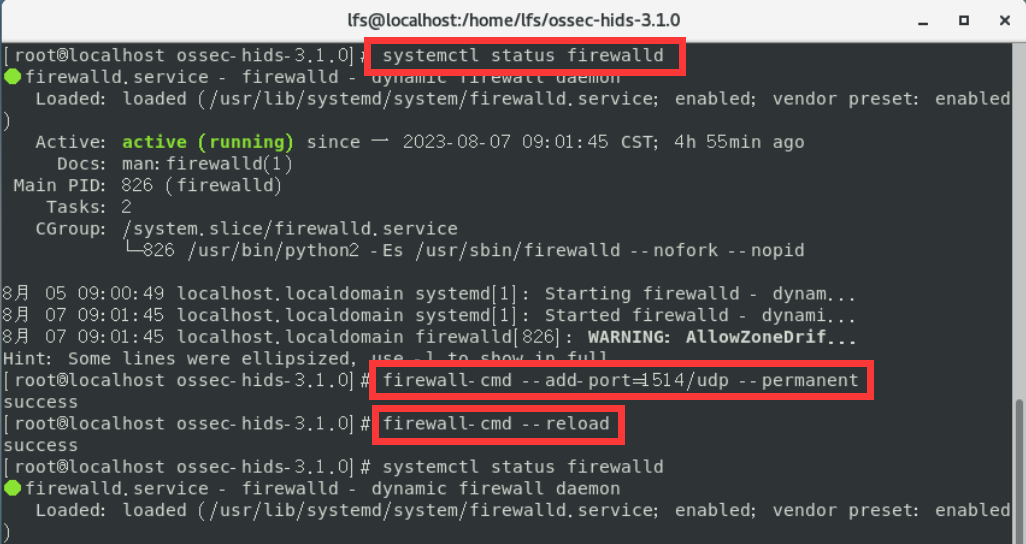 lfs@localhost:/home/lfs/ossec-hids-3.1.0
[root@localhost ossec-hids-3.1.0]# systemctl status firewalld
firewalld.service - firewalld - dynamic firewall daemon
Loaded: loaded (/usr/lib/systemd/system/firewalld.service; enabled; vendor preset: enabled
)
Active: active (running) since 一 2023-08-07 09:01:45 CST; 4h 55min ago
Docs: man:firewalld(1)
Main PID: 826 (firewalld)
Tasks: 2
CGroup: /system.slice/firewalld.service
└─826 /usr/bin/python2 -Es /usr/sbin/firewalld --nofork --nopid
8月 05 09:00:49 localhost.localdomain systemd[1]: Starting firewalld - dynam...
8月 07 09:01:45 localhost.localdomain systemd[1]: Started firewalld - dynami...
8月 07 09:01:45 localhost.localdomain firewalld[826]: WARNING: AllowZoneDrif...
Hint: Some lines were ellipsized, use -l to show in full.
[root@localhost ossec-hids-3.1.0]# firewall-cmd --add-port=1514/udp --permanent
success
[root@localhost ossec-hids-3.1.0]# firewall-cmd --reload
success
[root@localhost ossec-hids-3.1.0]# systemctl status firewalld
firewalld.service - firewalld - dynamic firewall daemon
Loaded: loaded (/usr/lib/systemd/system/firewalld.service; enabled; vendor preset: enabled
)